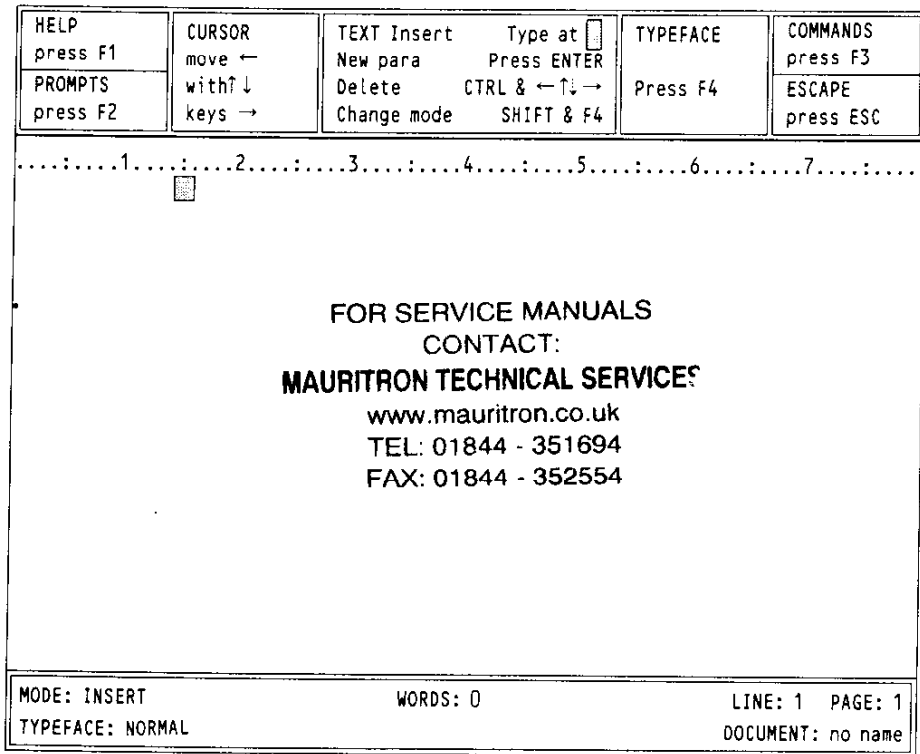 HELP
press F1
PROMPTS
press F2
CURSOR
move ←
with↑↓
keys →
TEXT Insert Type at
New para Press ENTER
Delete CTRL & ←↑↓→
Change mode SHIFT & F4
TYPEFACE
Press F4
COMMANDS
press F3
ESCAPE
press ESC
....:....1....:....2....:....3....:....4....:....5....:....6....:....7....:....
FOR SERVICE MANUALS
CONTACT:
MAURITRON TECHNICAL SERVICES
www.mauritron.co.uk
TEL: 01844 - 351694
FAX: 01844 - 352554
MODE: INSERT WORDS: 0 LINE: 1 PAGE: 1
TYPEFACE: NORMAL DOCUMENT: no name